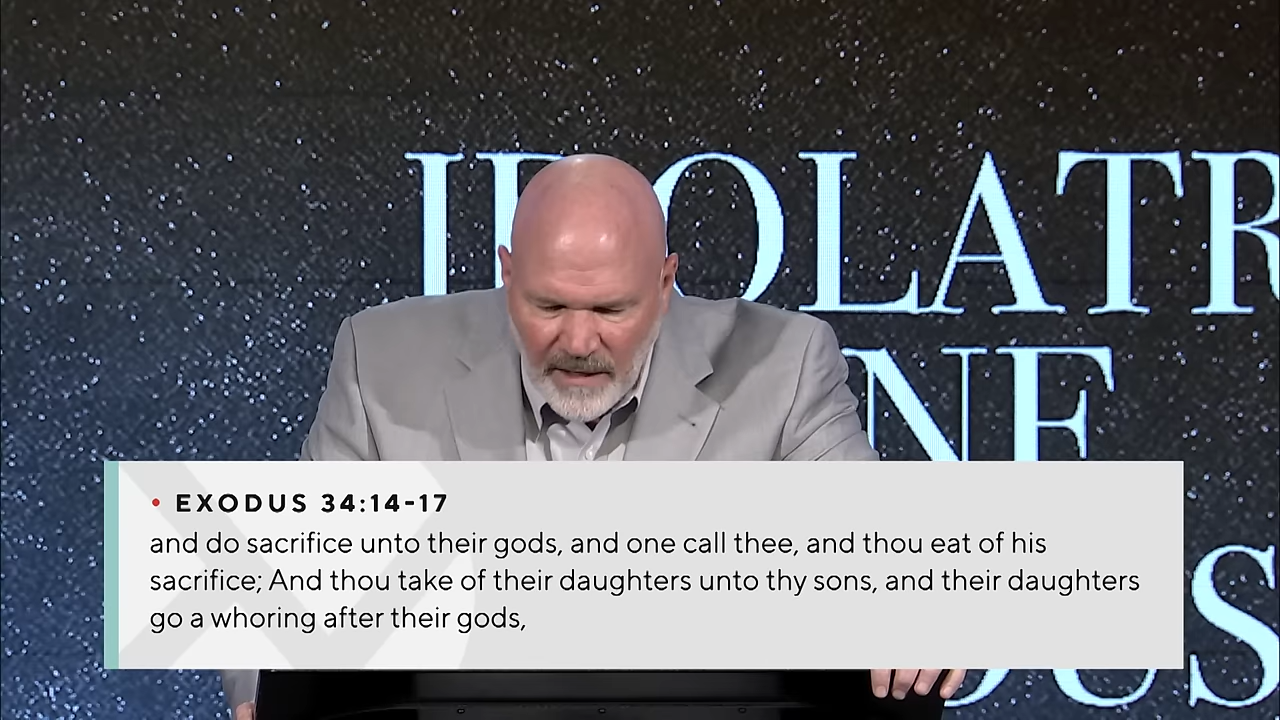 • EXODUS 34:14-17
and do sacrifice unto their gods, and one call thee, and thou eat of his
sacrifice; And thou take of their daughters unto thy sons, and their daughters
go a whoring after their gods,